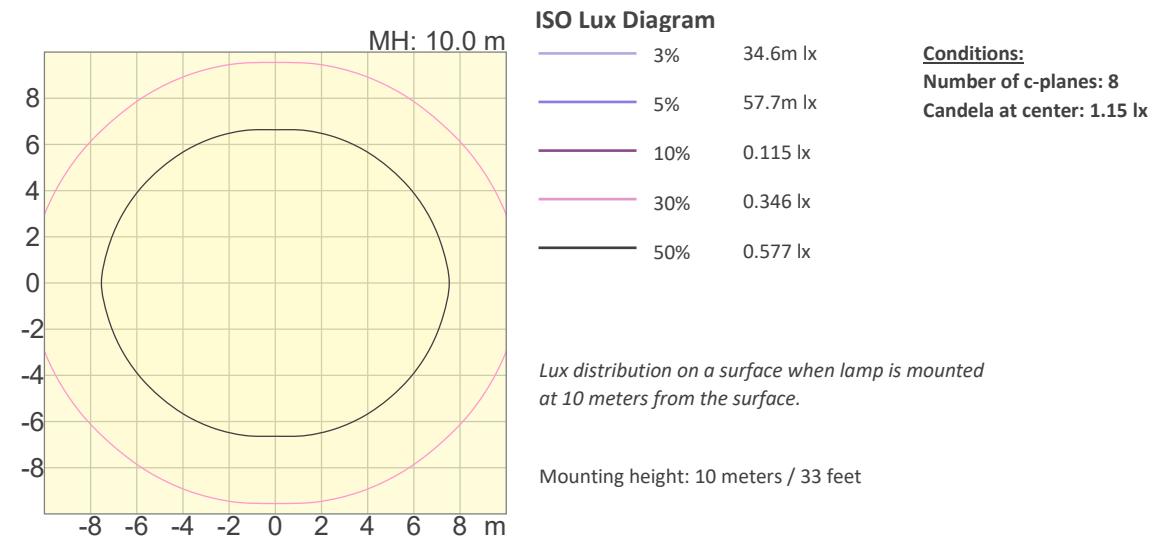 MH: 10.0 m
8
6
4
2
0
-2
-4
-6
-8
-8 -6 -4 -2 0 2 4 6 8 m
ISO Lux Diagram
3% 34.6m lx
5% 57.7m lx
10% 0.115 lx
30% 0.346 lx
50% 0.577 lx
Conditions:
Number of c-planes: 8
Candela at center: 1.15 lx
Lux distribution on a surface when lamp is mounted
at 10 meters from the surface.
Mounting height: 10 meters / 33 feet